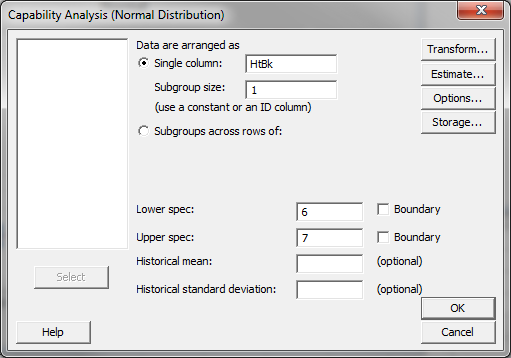 Capability Analysis (Normal Distribution)
Data are arranged as
Single column: HtBk
Subgroup size: 1
(use a constant or an ID column)
Subgroups across rows of:
Transform...
Estimate...
Options...
Storage...
Lower spec: 6 Boundary
Upper spec: 7 Boundary
Historical mean: (optional)
Historical standard deviation: (optional)
Select
OK
Help
Cancel